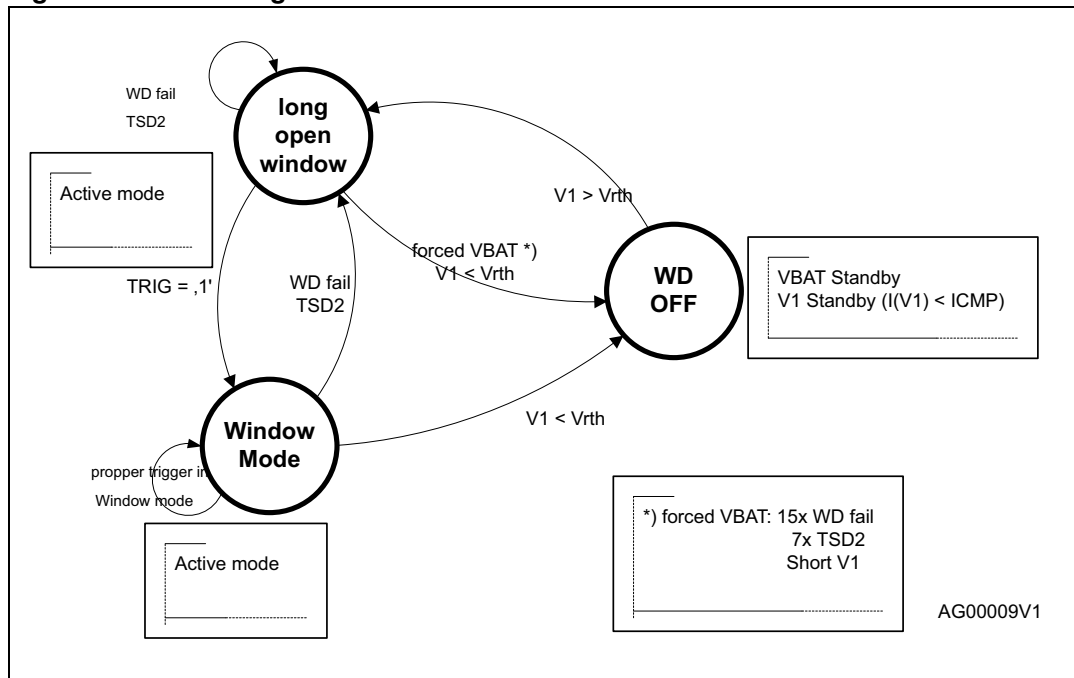 long
open
window
WD fail
TSD2
Active mode
TRIG = ‚1'
WD fail
TSD2
forced VBAT *)
V1 < Vrth
V1 > Vrth
WD
OFF
VBAT Standby
V1 Standby (I(V1) < ICMP)
V1 < Vrth
Window
Mode
propper trigger in
Window mode
Active mode
*) forced VBAT: 15x WD fail
7x TSD2
Short V1
AG00009V1